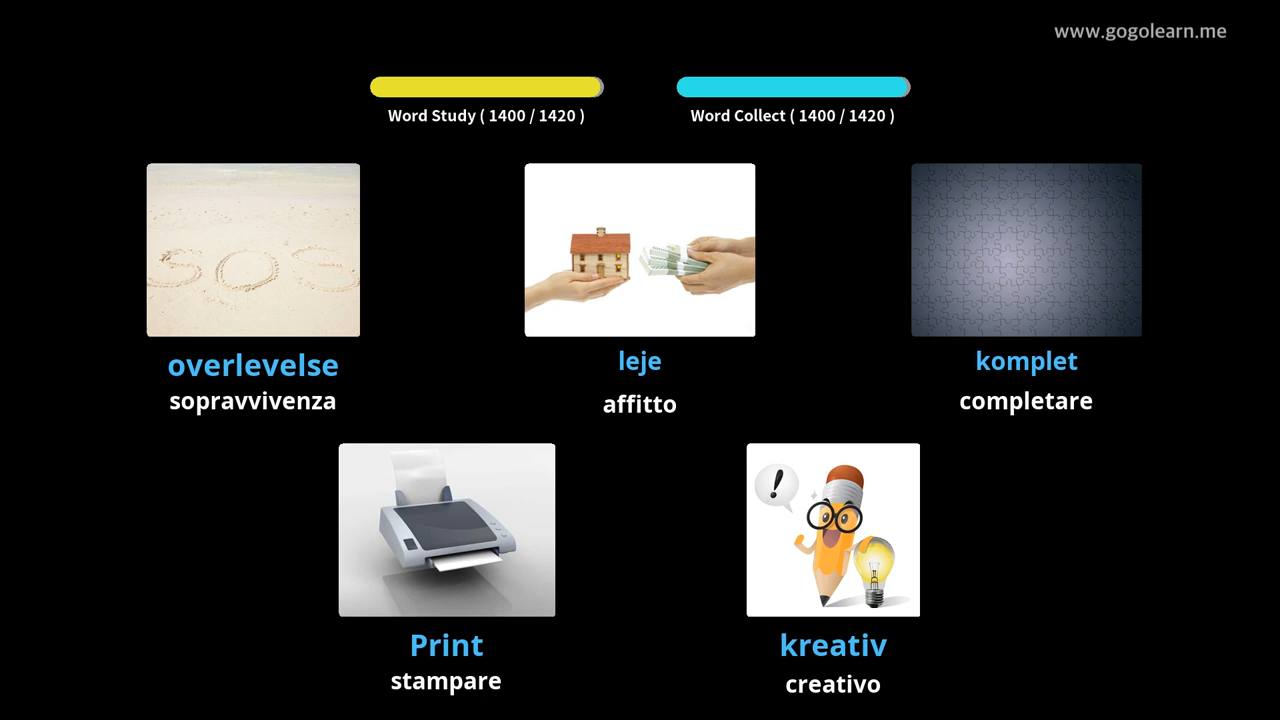 www.gogolearn.me
Word Study ( 1400 / 1420 )
Word Collect ( 1400 / 1420 )
SOS
overlevelse
sopravvivenza
leje
affitto
komplet
completare
!
Print
stampare
kreativ
creativo